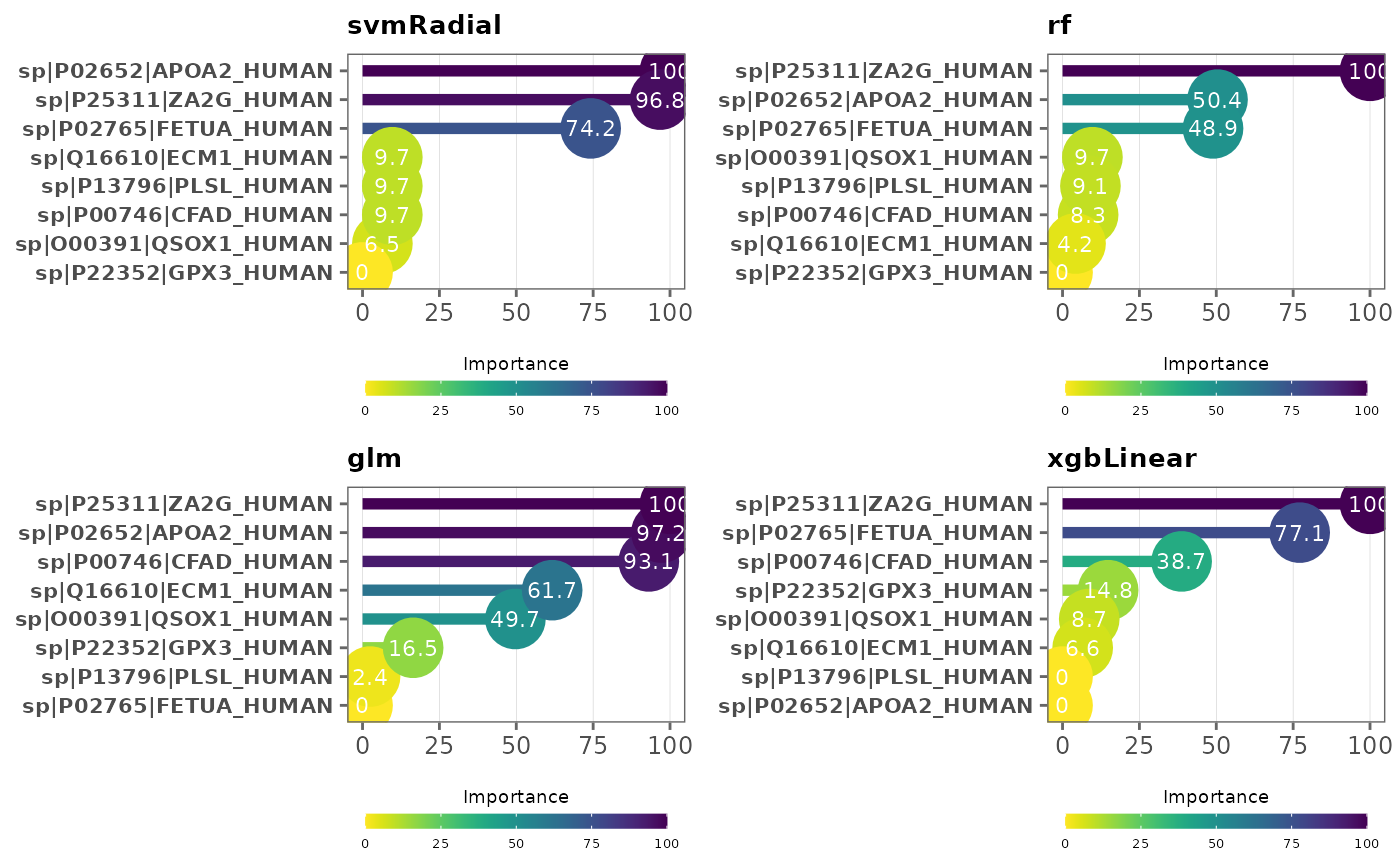 svmRadial
sp|P02652|APOA2_HUMAN 100
sp|P25311|ZA2G_HUMAN 96.8
sp|P02765|FETUA_HUMAN 74.2
sp|Q16610|ECM1_HUMAN 9.7
sp|P13796|PLSL_HUMAN 9.7
sp|P00746|CFAD_HUMAN 9.7
sp|O00391|QSOX1_HUMAN 6.5
sp|P22352|GPX3_HUMAN 0
0 25 50 75 100
Importance
0 25 50 75 100
rf
sp|P25311|ZA2G_HUMAN 100
sp|P02652|APOA2_HUMAN 50.4
sp|P02765|FETUA_HUMAN 48.9
sp|O00391|QSOX1_HUMAN 9.7
sp|P13796|PLSL_HUMAN 9.1
sp|P00746|CFAD_HUMAN 8.3
sp|Q16610|ECM1_HUMAN 4.2
sp|P22352|GPX3_HUMAN 0
0 25 50 75 100
Importance
0 25 50 75 100
glm
sp|P25311|ZA2G_HUMAN 100
sp|P02652|APOA2_HUMAN 97.2
sp|P00746|CFAD_HUMAN 93.1
sp|Q16610|ECM1_HUMAN 61.7
sp|O00391|QSOX1_HUMAN 49.7
sp|P22352|GPX3_HUMAN 16.5
sp|P13796|PLSL_HUMAN 2.4
sp|P02765|FETUA_HUMAN 0
0 25 50 75 100
Importance
0 25 50 75 100
xgbLinear
sp|P25311|ZA2G_HUMAN 100
sp|P02765|FETUA_HUMAN 77.1
sp|P00746|CFAD_HUMAN 38.7
sp|P22352|GPX3_HUMAN 14.8
sp|O00391|QSOX1_HUMAN 8.7
sp|Q16610|ECM1_HUMAN 6.6
sp|P13796|PLSL_HUMAN 0
sp|P02652|APOA2_HUMAN 0
0 25 50 75 100
Importance
0 25 50 75 100